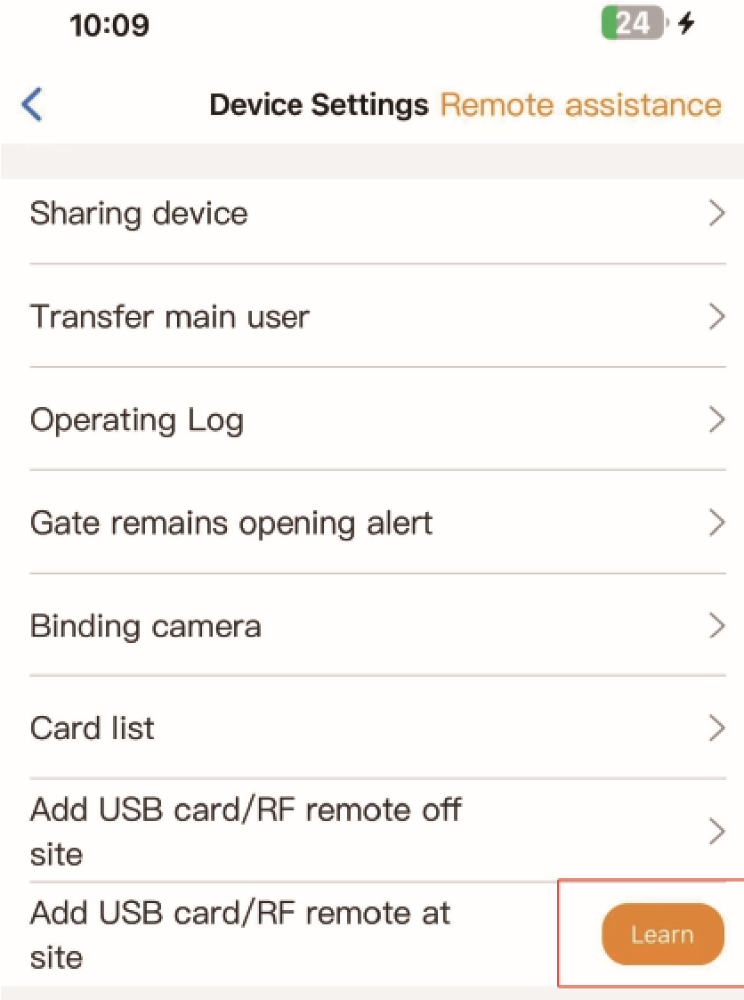 10:09
24
Device Settings Remote assistance
Sharing device
Transfer main user
Operating Log
Gate remains opening alert
Binding camera
Card list
Add USB card/RF remote off
site
Add USB card/RF remote at
site
Learn